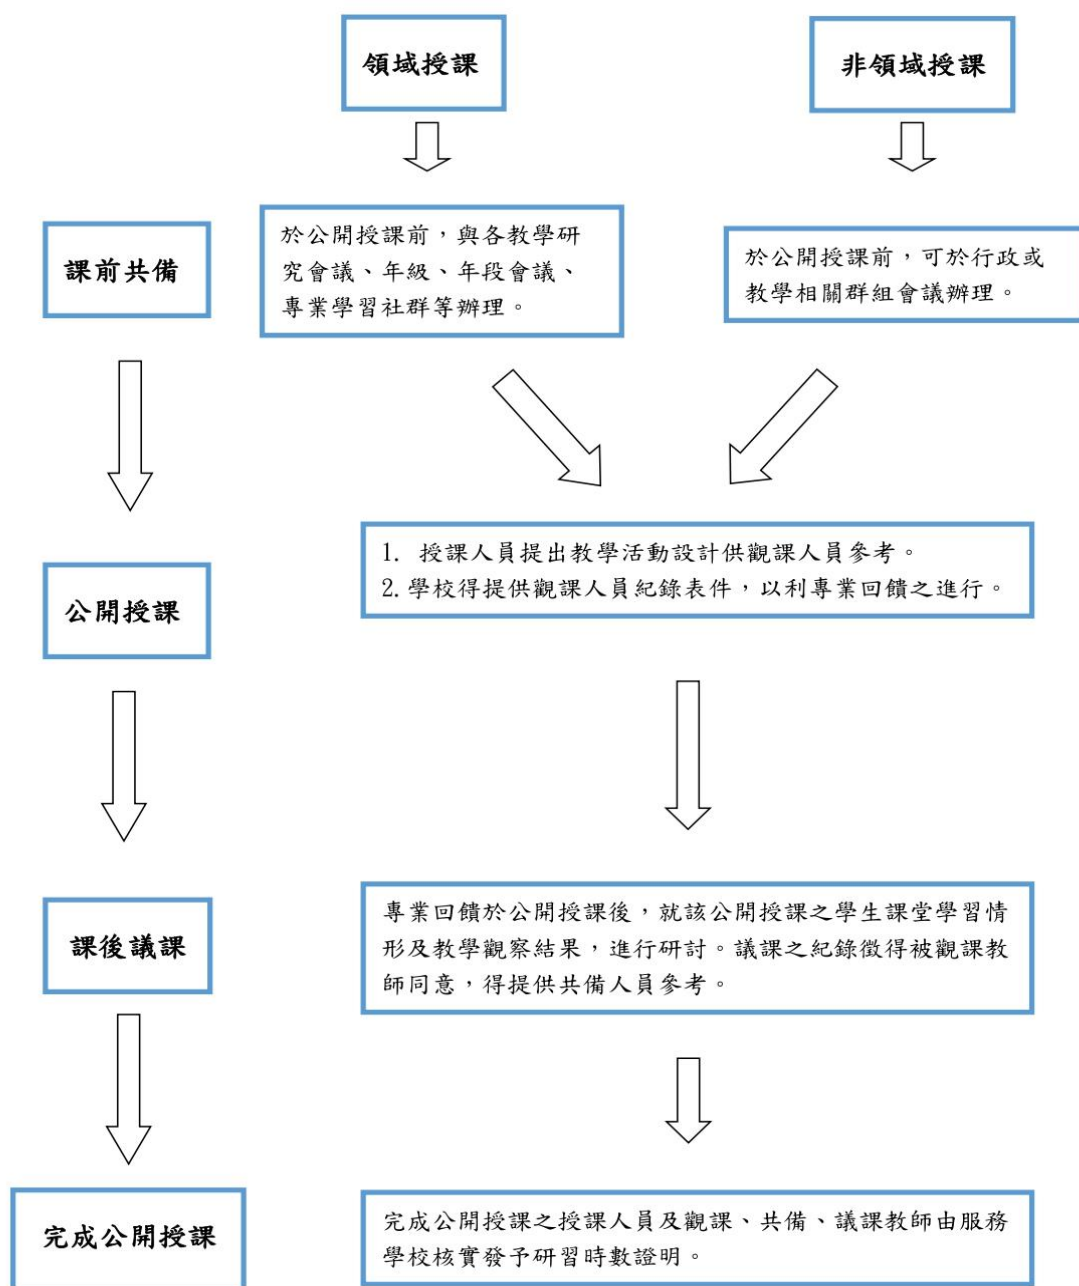 領域授課
非領域授課
課前共備
於公開授課前，與各教學研
究會議、年級、年段會議、
專業學習社群等辦理。
於公開授課前，可於行政或
教學相關群組會議辦理。
公開授課
1. 授課人員提出教學活動設計供觀課人員參考。
2. 學校得提供觀課人員紀錄表件，以利專業回饋之進行。
課後議課
專業回饋於公開授課後，就該公開授課之學生課堂學習情
形及教學觀察結果，進行研討。議課之紀錄徵得被觀課教
師同意，得提供共備人員參考。
完成公開授課
完成公開授課之授課人員及觀課、共備、議課教師由服務
學校核實發予研習時數證明。